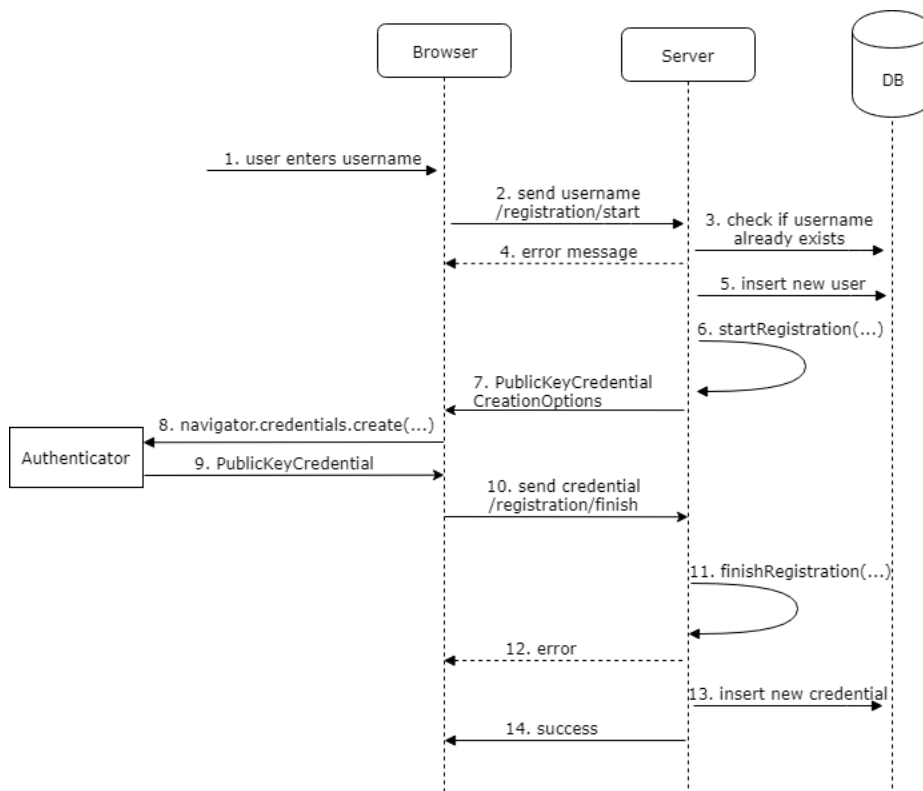 Browser
Server
DB
1. user enters username
2. send username
/registration/start
3. check if username
already exists
4. error message
5. insert new user
6. startRegistration(...)
7. PublicKeyCredential
CreationOptions
8. navigator.credentials.create(...)
Authenticator
9. PublicKeyCredential
10. send credential
/registration/finish
11. finishRegistration(...)
12. error
13. insert new credential
14. success